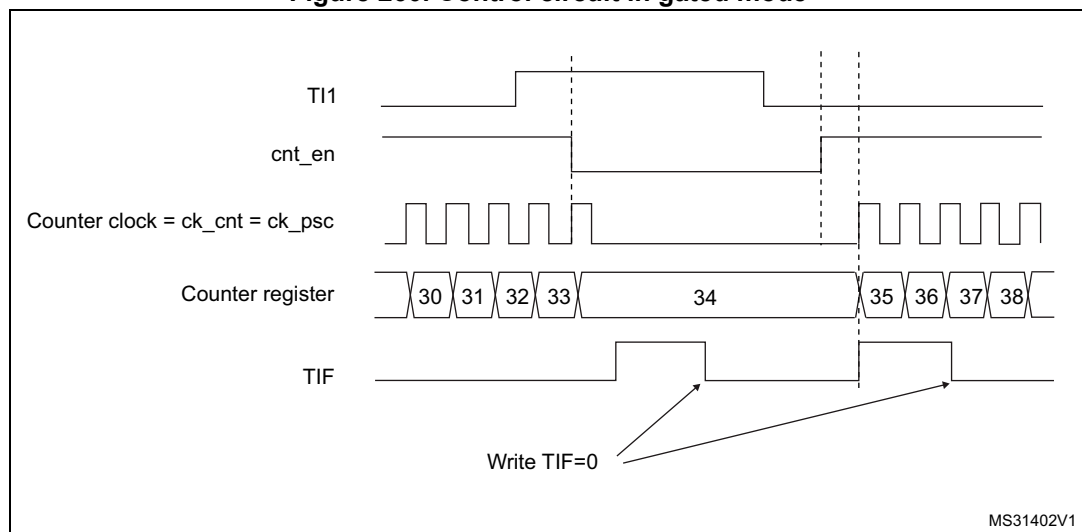 TI1
cnt_en
Counter clock = ck_cnt = ck_psc
Counter register
30 31 32 33 34 35 36 37 38
TIF
Write TIF=0
MS31402V1